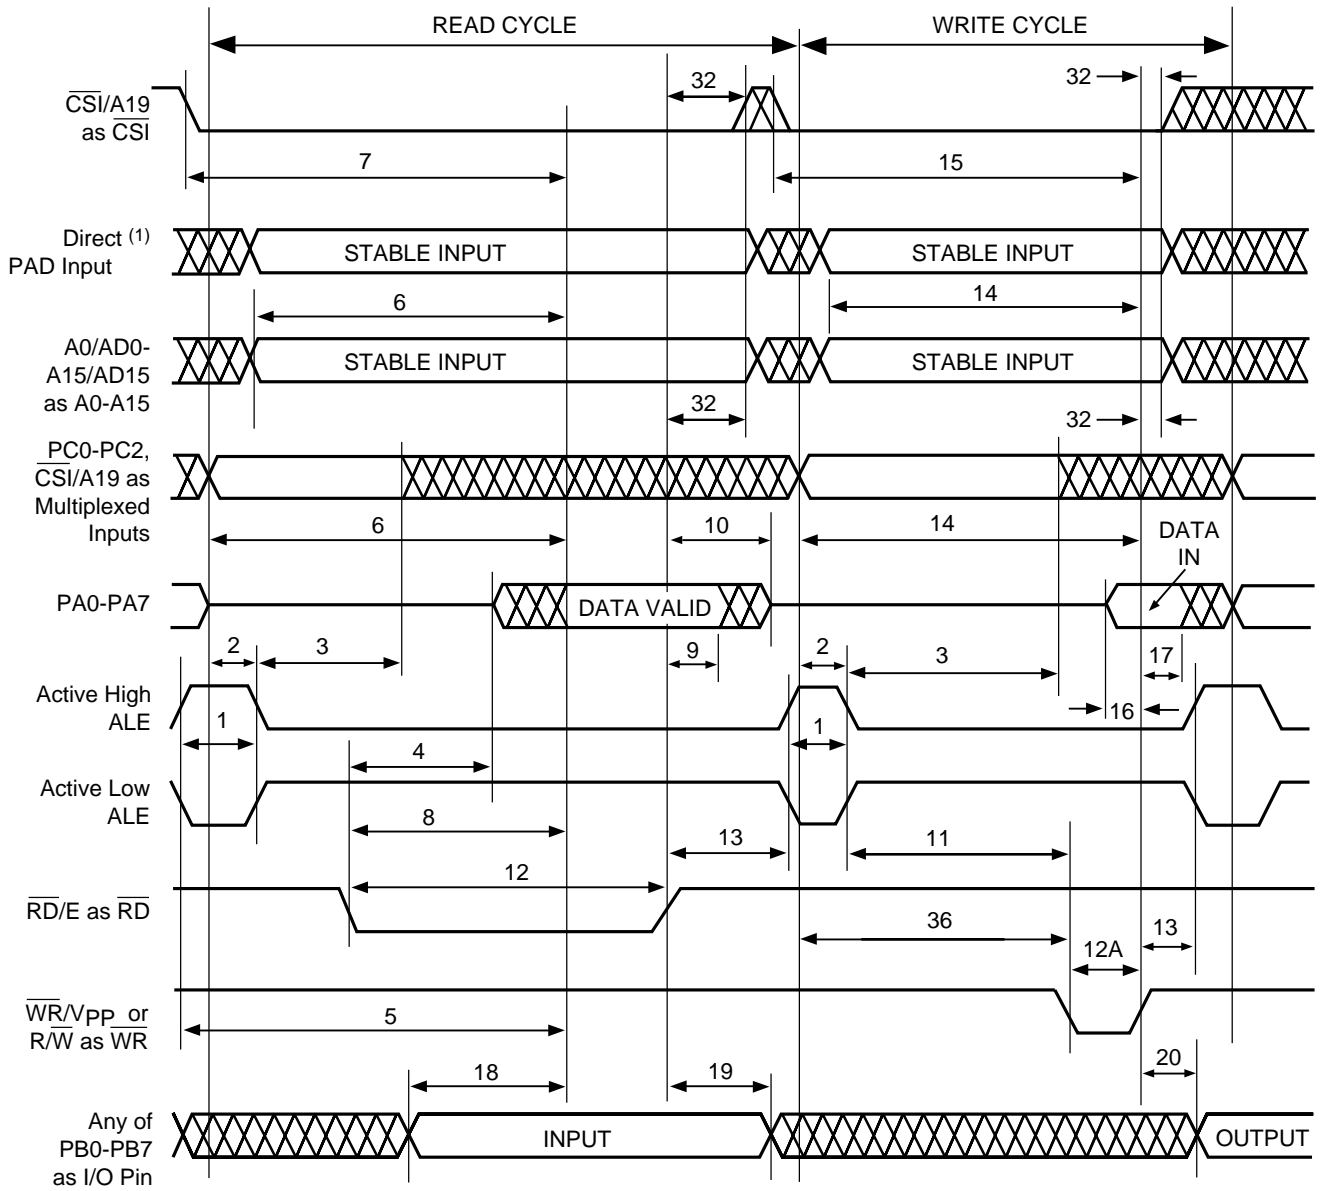 READ CYCLE
WRITE CYCLE
CSI/A19
as CSI
32
32
7
15
Direct (1)
PAD Input
STABLE INPUT
STABLE INPUT
6
14
A0/AD0-
A15/AD15
as A0-A15
STABLE INPUT
STABLE INPUT
32
32
PC0-PC2,
CSI/A19 as
Multiplexed
Inputs
6
10
14
DATA
IN
PA0-PA7
DATA VALID
2
3
9
2
3
17
Active High
ALE
1
1
16
4
Active Low
ALE
8
13
11
12
RD/E as RD
36
12A
13
WR/VPP or
R/W as WR
5
18
19
20
Any of
PB0-PB7
as I/O Pin
INPUT
OUTPUT